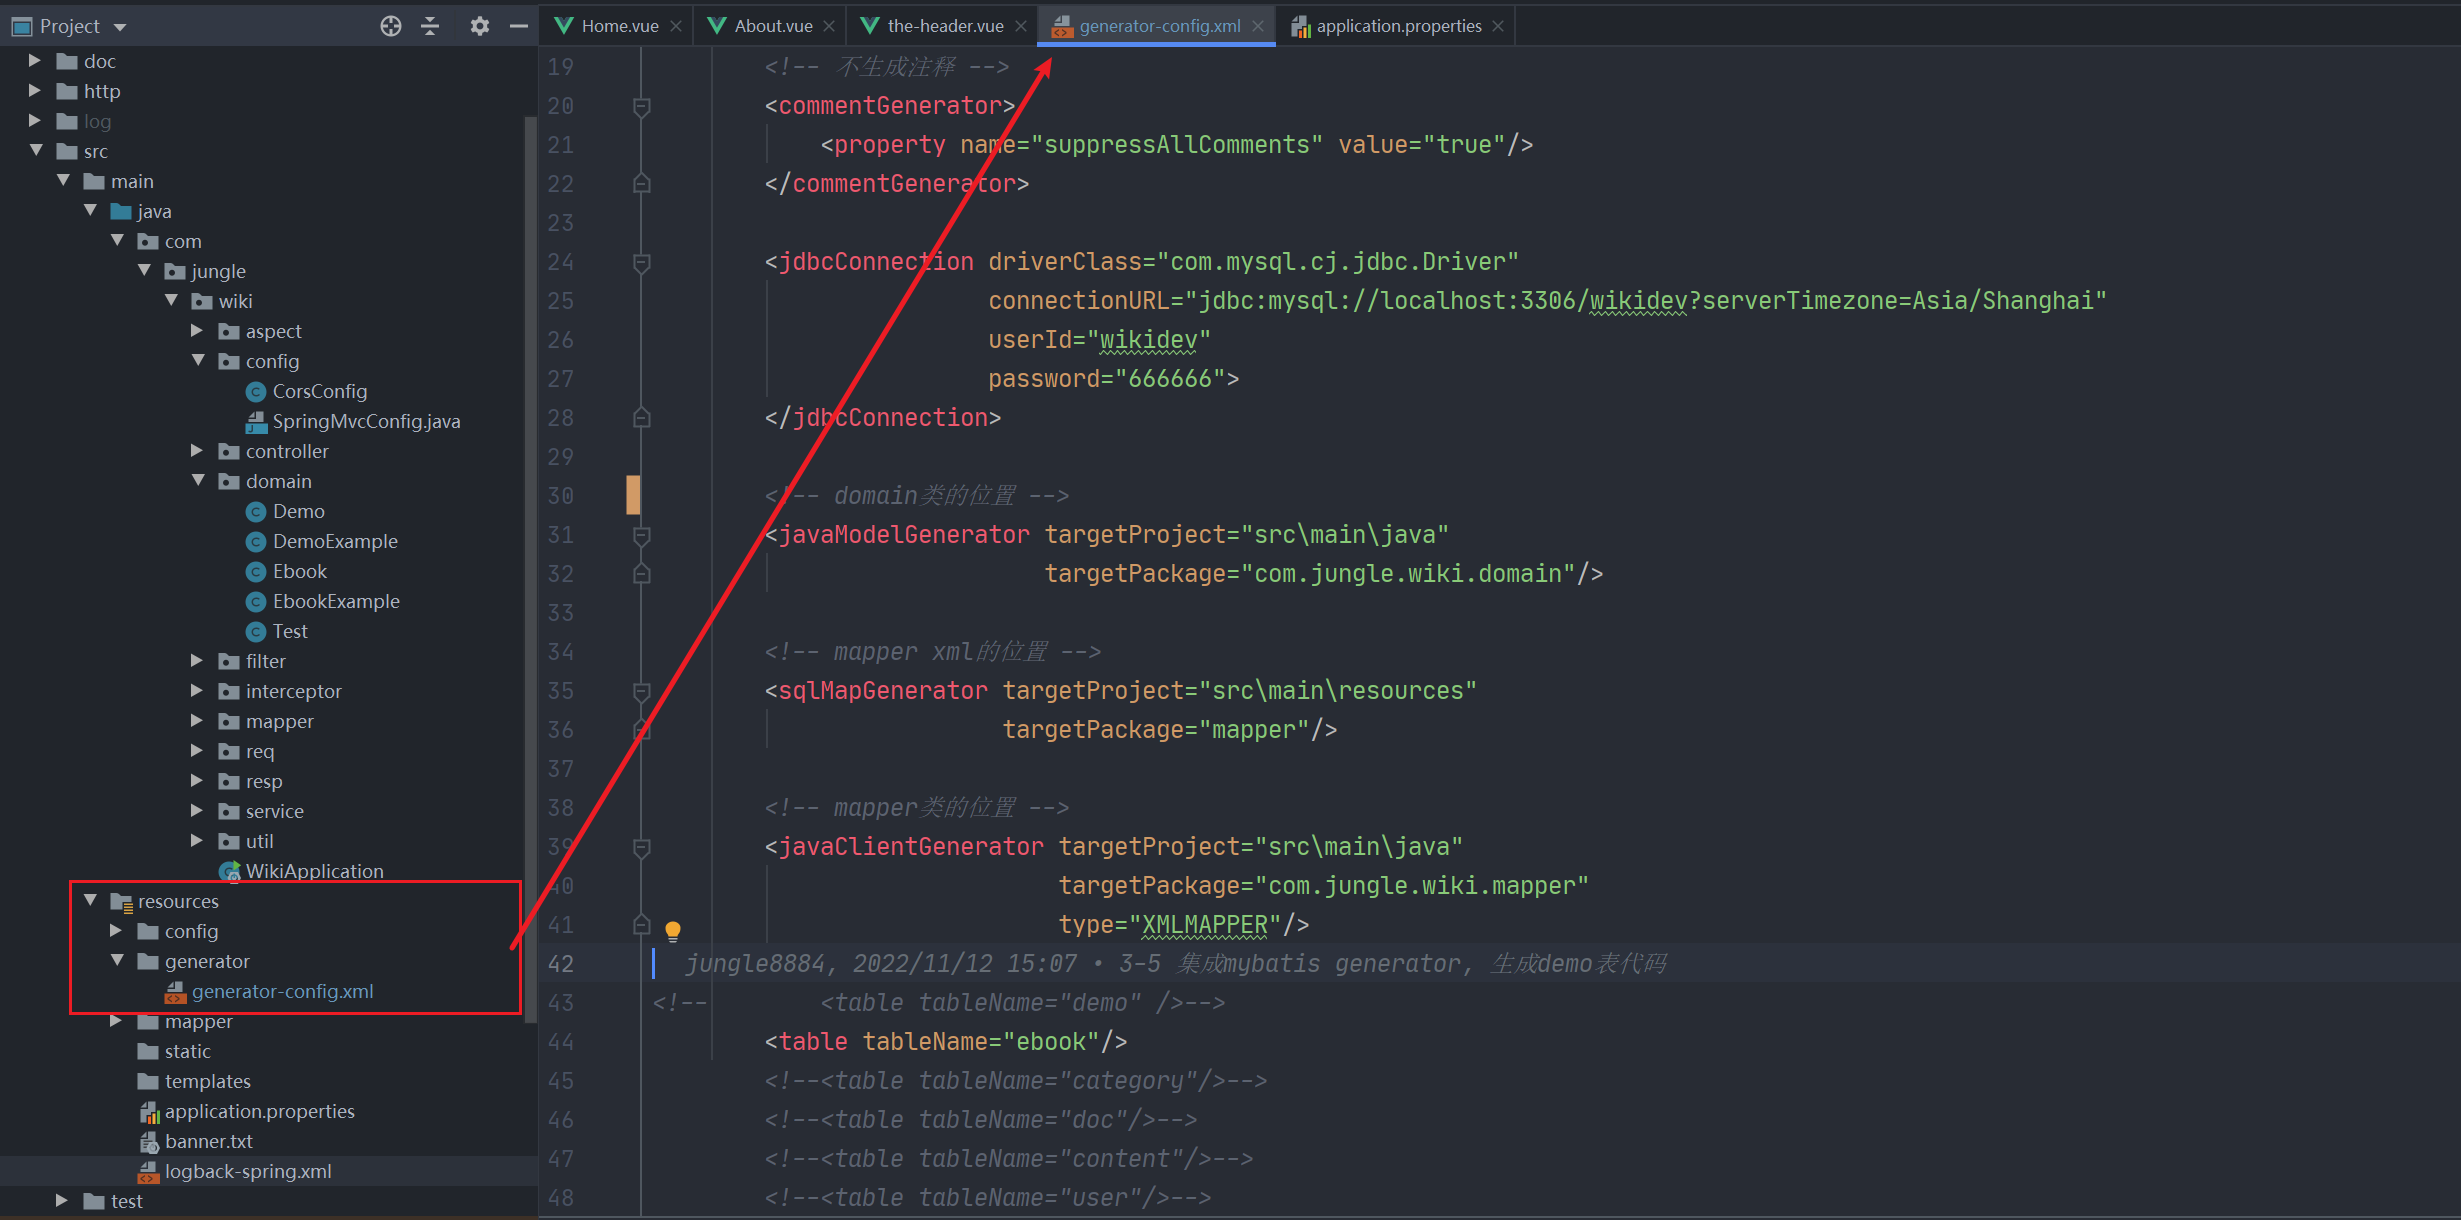 Project
doc
http
log
src
main
java
com
jungle
wiki
aspect
config
CorsConfig
SpringMvcConfig.java
controller
domain
Demo
DemoExample
Ebook
EbookExample
Test
filter
interceptor
mapper
req
resp
service
util
WikiApplication
resources
config
generator
generator-config.xml
mapper
static
templates
application.properties
banner.txt
logback-spring.xml
test
Home.vue
About.vue
the-header.vue
generator-config.xml
application.properties
19 <!-- 不生成注释 -->
20 <commentGenerator>
21 <property name="suppressAllComments" value="true"/>
22 </commentGenerator>
23
24 <jdbcConnection driverClass="com.mysql.cj.jdbc.Driver"
25 connectionURL="jdbc:mysql://localhost:3306/wikidev?serverTimezone=Asia/Shanghai"
26 userId="wikidev"
27 password="666666">
28 </jdbcConnection>
29
30 <!-- domain类的位置 -->
31 <javaModelGenerator targetProject="src\main\java"
32 targetPackage="com.jungle.wiki.domain"/>
33
34 <!-- mapper xml的位置 -->
35 <sqlMapGenerator targetProject="src\main\resources"
36 targetPackage="mapper"/>
37
38 <!-- mapper类的位置 -->
39 <javaClientGenerator targetProject="src\main\java"
40 targetPackage="com.jungle.wiki.mapper"
41 type="XMLMAPPER"/>
42 jungle8884, 2022/11/12 15:07 • 3-5 集成mybatis generator, 生成demo表代码
43 <!-- <table tableName="demo" />-->
44 <table tableName="ebook"/>
45 <!--<table tableName="category"/>-->
46 <!--<table tableName="doc"/>-->
47 <!--<table tableName="content"/>-->
48 <!--<table tableName="user"/>-->